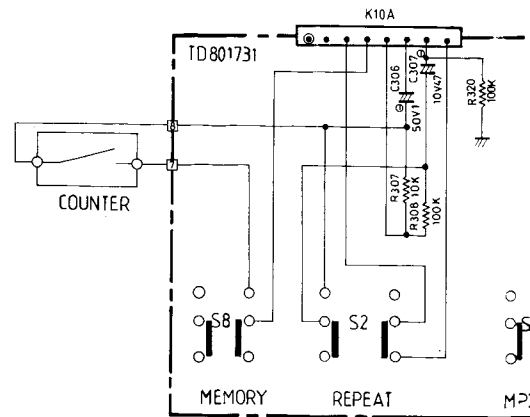 K10A
TD801731
C306
50V1
C307
10V47
R320
100K
8
7
COUNTER
R307
10K
R308
100K
S8
S2
S
MEMORY
REPEAT
MP